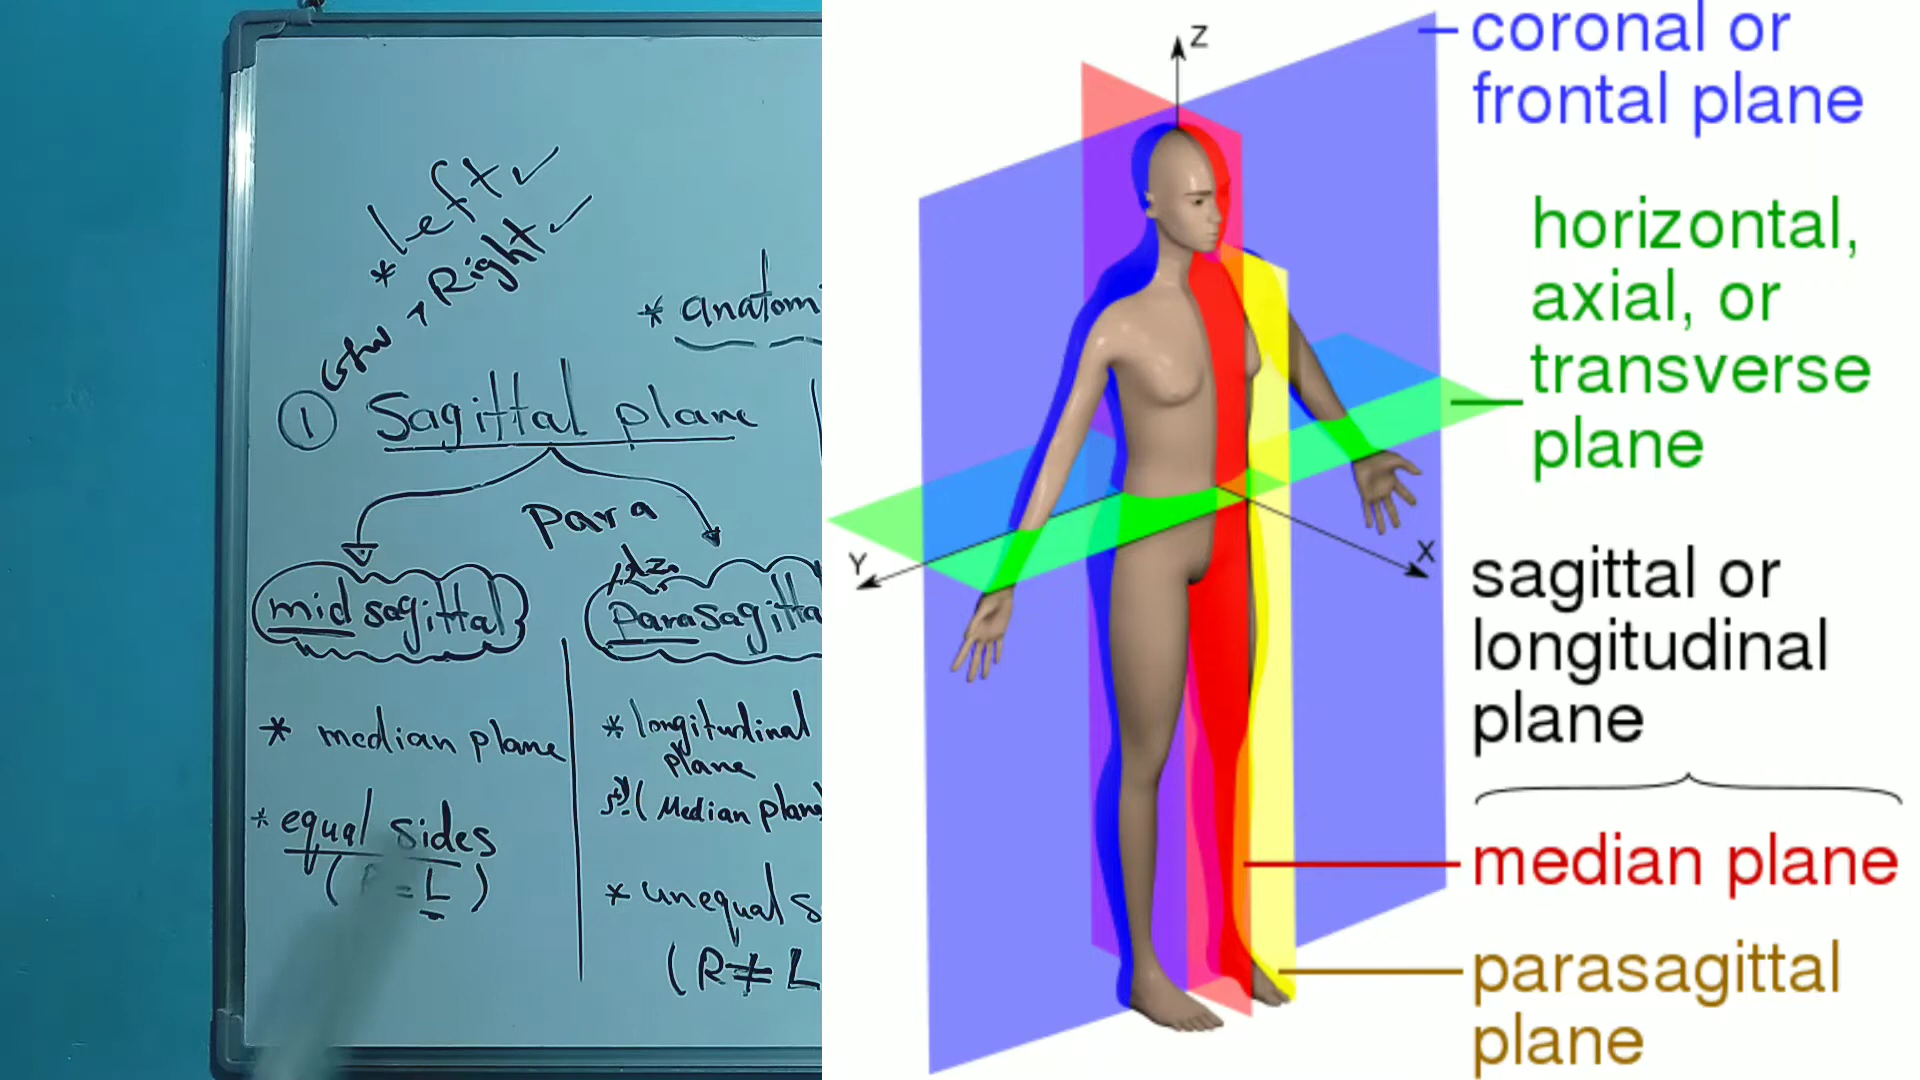 * left ✓
* Right ✓
* anatomi
① Sagittal plane
Para
mid sagittal
Parasagitta
* median plane
* equal sides
( = L )
* longitudinal
plane
( Median plane
* unequal s
(R ≠ L
Z
Y
X
coronal or
frontal plane
horizontal,
axial, or
transverse
plane
sagittal or
longitudinal
plane
median plane
parasagittal
plane